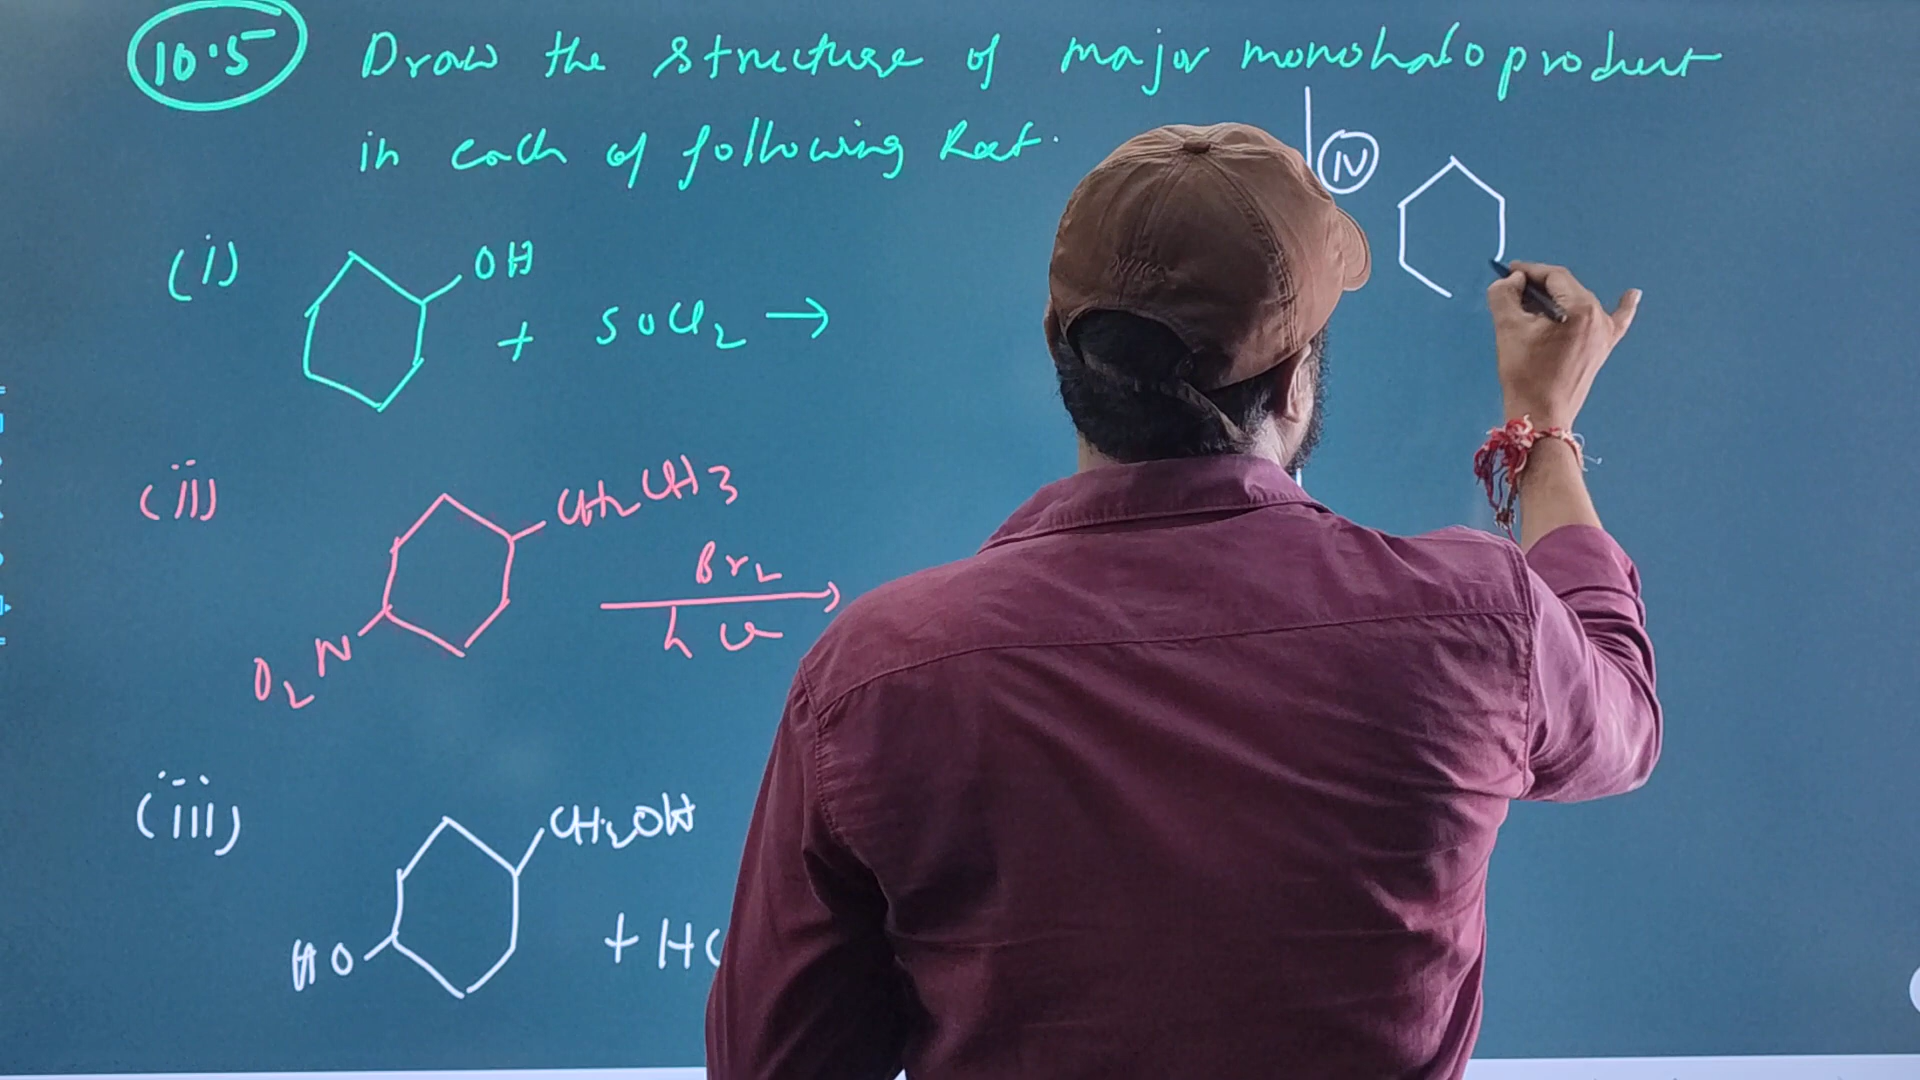 10.5 Draw the structure of major monohalo product
in each of following Reat.
(i) OH
+ SOCl2 →
(ii) CH2CH3
Br2
hν
O2N
(iii) CH2OH
HO + HC
(IV)